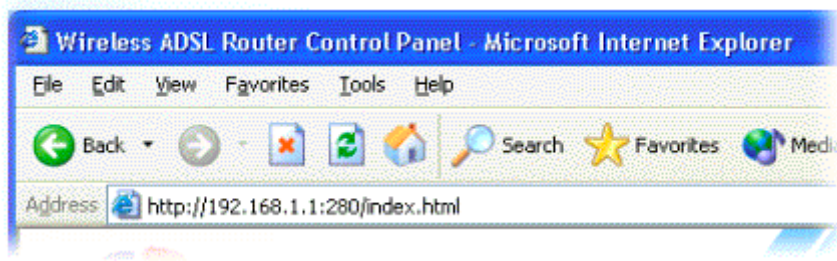 Wireless ADSL Router Control Panel - Microsoft Internet Explorer
File Edit View Favorites Tools Help
Back Search Favorites Medi
Address http://192.168.1.1:280/index.html